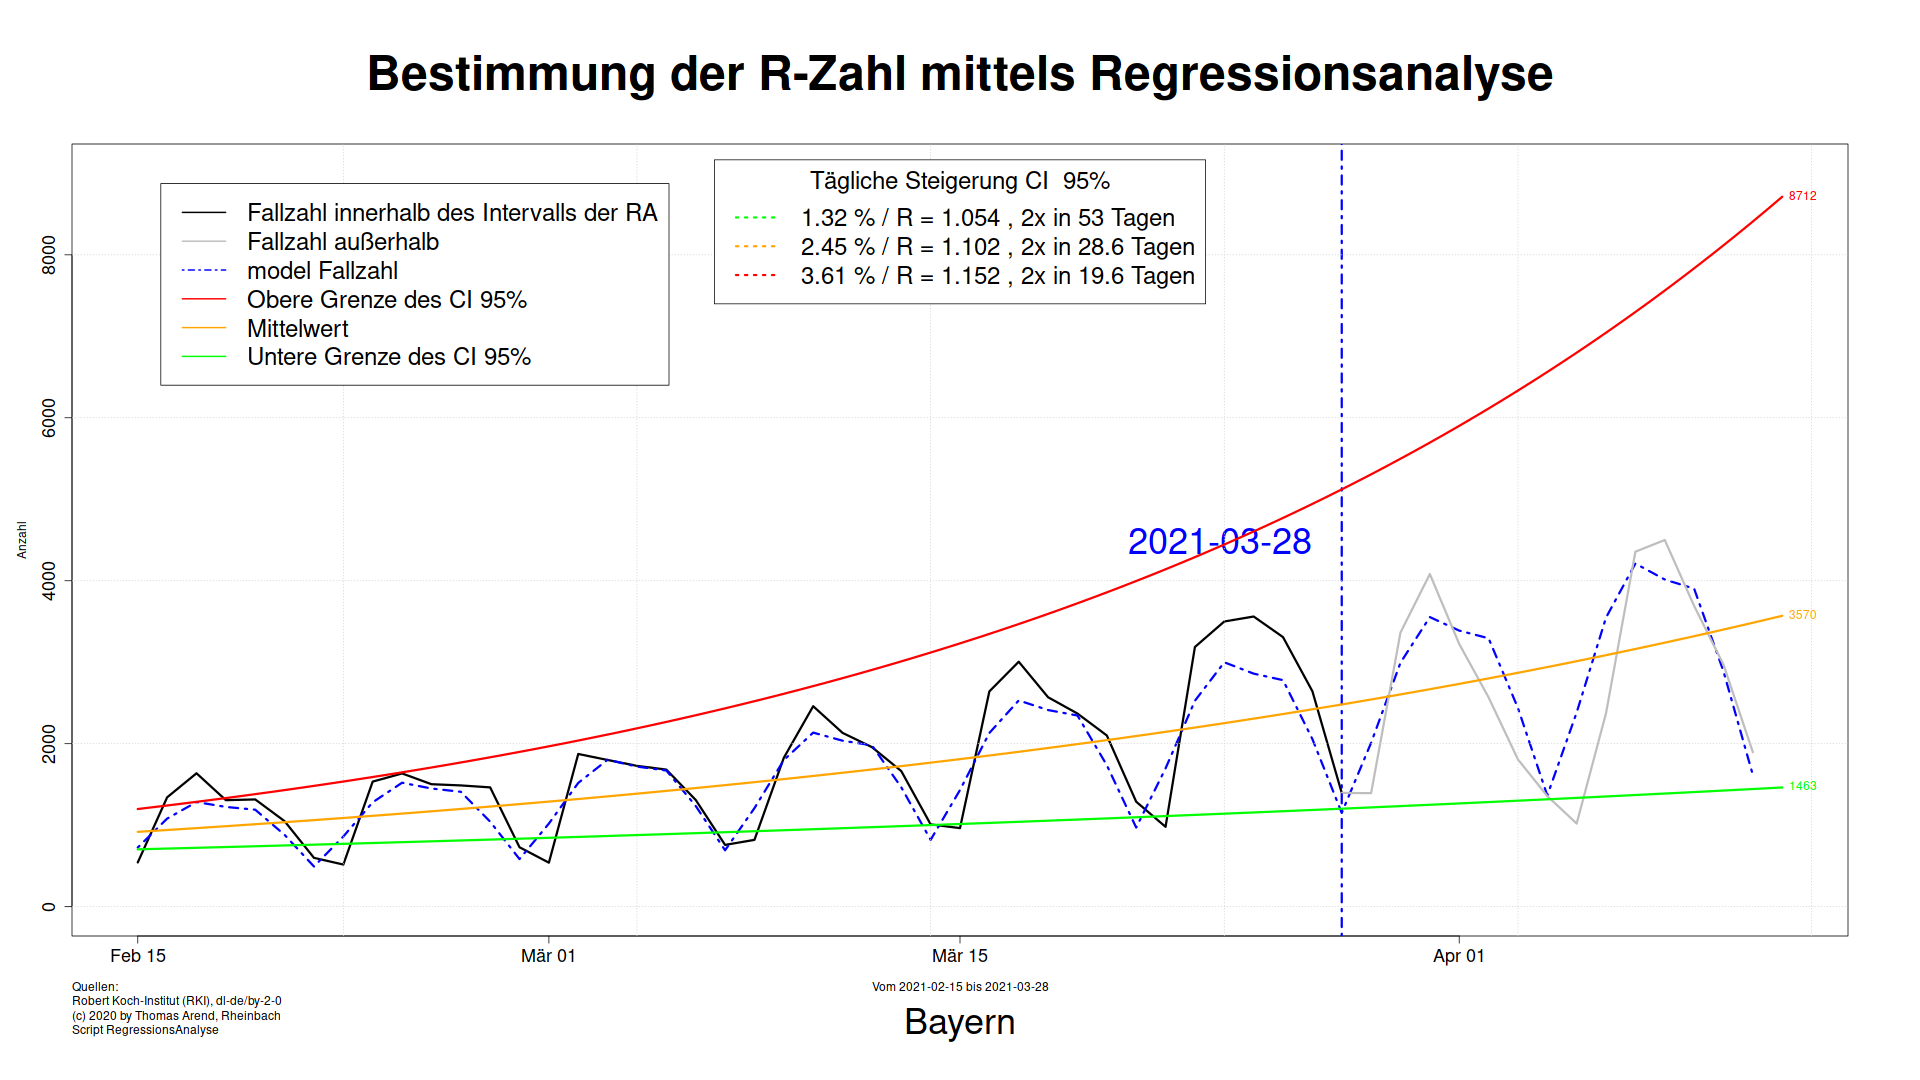 Bestimmung der R-Zahl mittels Regressionsanalyse
Fallzahl innerhalb des Intervalls der RA
Fallzahl außerhalb
model Fallzahl
Obere Grenze des CI 95%
Mittelwert
Untere Grenze des CI 95%
Tägliche Steigerung CI  95%
1.32 % / R = 1.054 , 2x in 53 Tagen
2.45 % / R = 1.102 , 2x in 28.6 Tagen
3.61 % / R = 1.152 , 2x in 19.6 Tagen
8712
3570
1463
2021-03-28
Anzahl
8000
6000
4000
2000
0
Feb 15
Mär 01
Mär 15
Apr 01
Quellen:
Robert Koch-Institut (RKI), dl-de/by-2-0
(c) 2020 by Thomas Arend, Rheinbach
Script RegressionsAnalyse
Vom 2021-02-15 bis 2021-03-28
Bayern